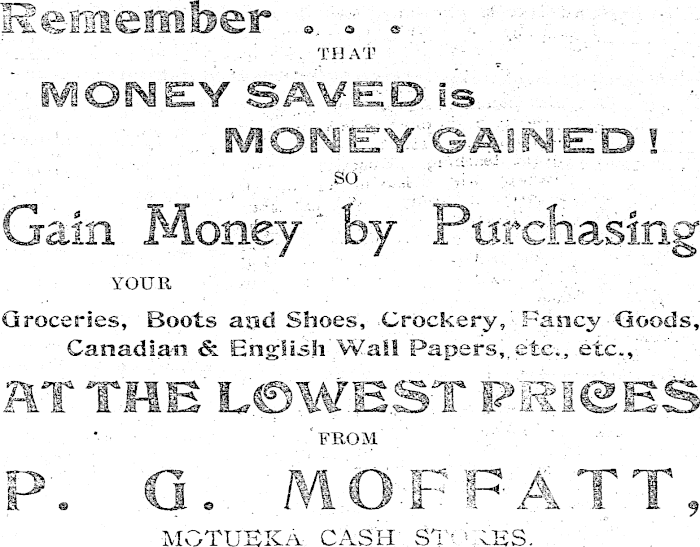 Remember . . .
THAT
MONEY SAVED is
MONEY GAINED!
SO
Gain Money by Purchasing
YOUR
Groceries, Boots and Shoes, Crockery, Fancy Goods,
Canadian & English Wall Papers, etc., etc.,
AT THE LOWEST PRICES
FROM
P. G. MOFFATT,
MOTUEKA CASH STORES.